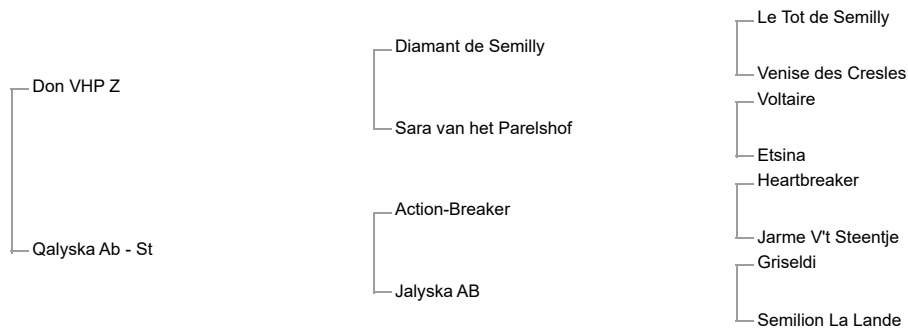 Le Tot de Semilly
Diamant de Semilly
Venise des Cresles
Don VHP Z
Voltaire
Sara van het Parelshof
Etsina
Heartbreaker
Action-Breaker
Jarme V't Steentje
Qalyska Ab - St
Griseldi
Jalyska AB
Semilion La Lande